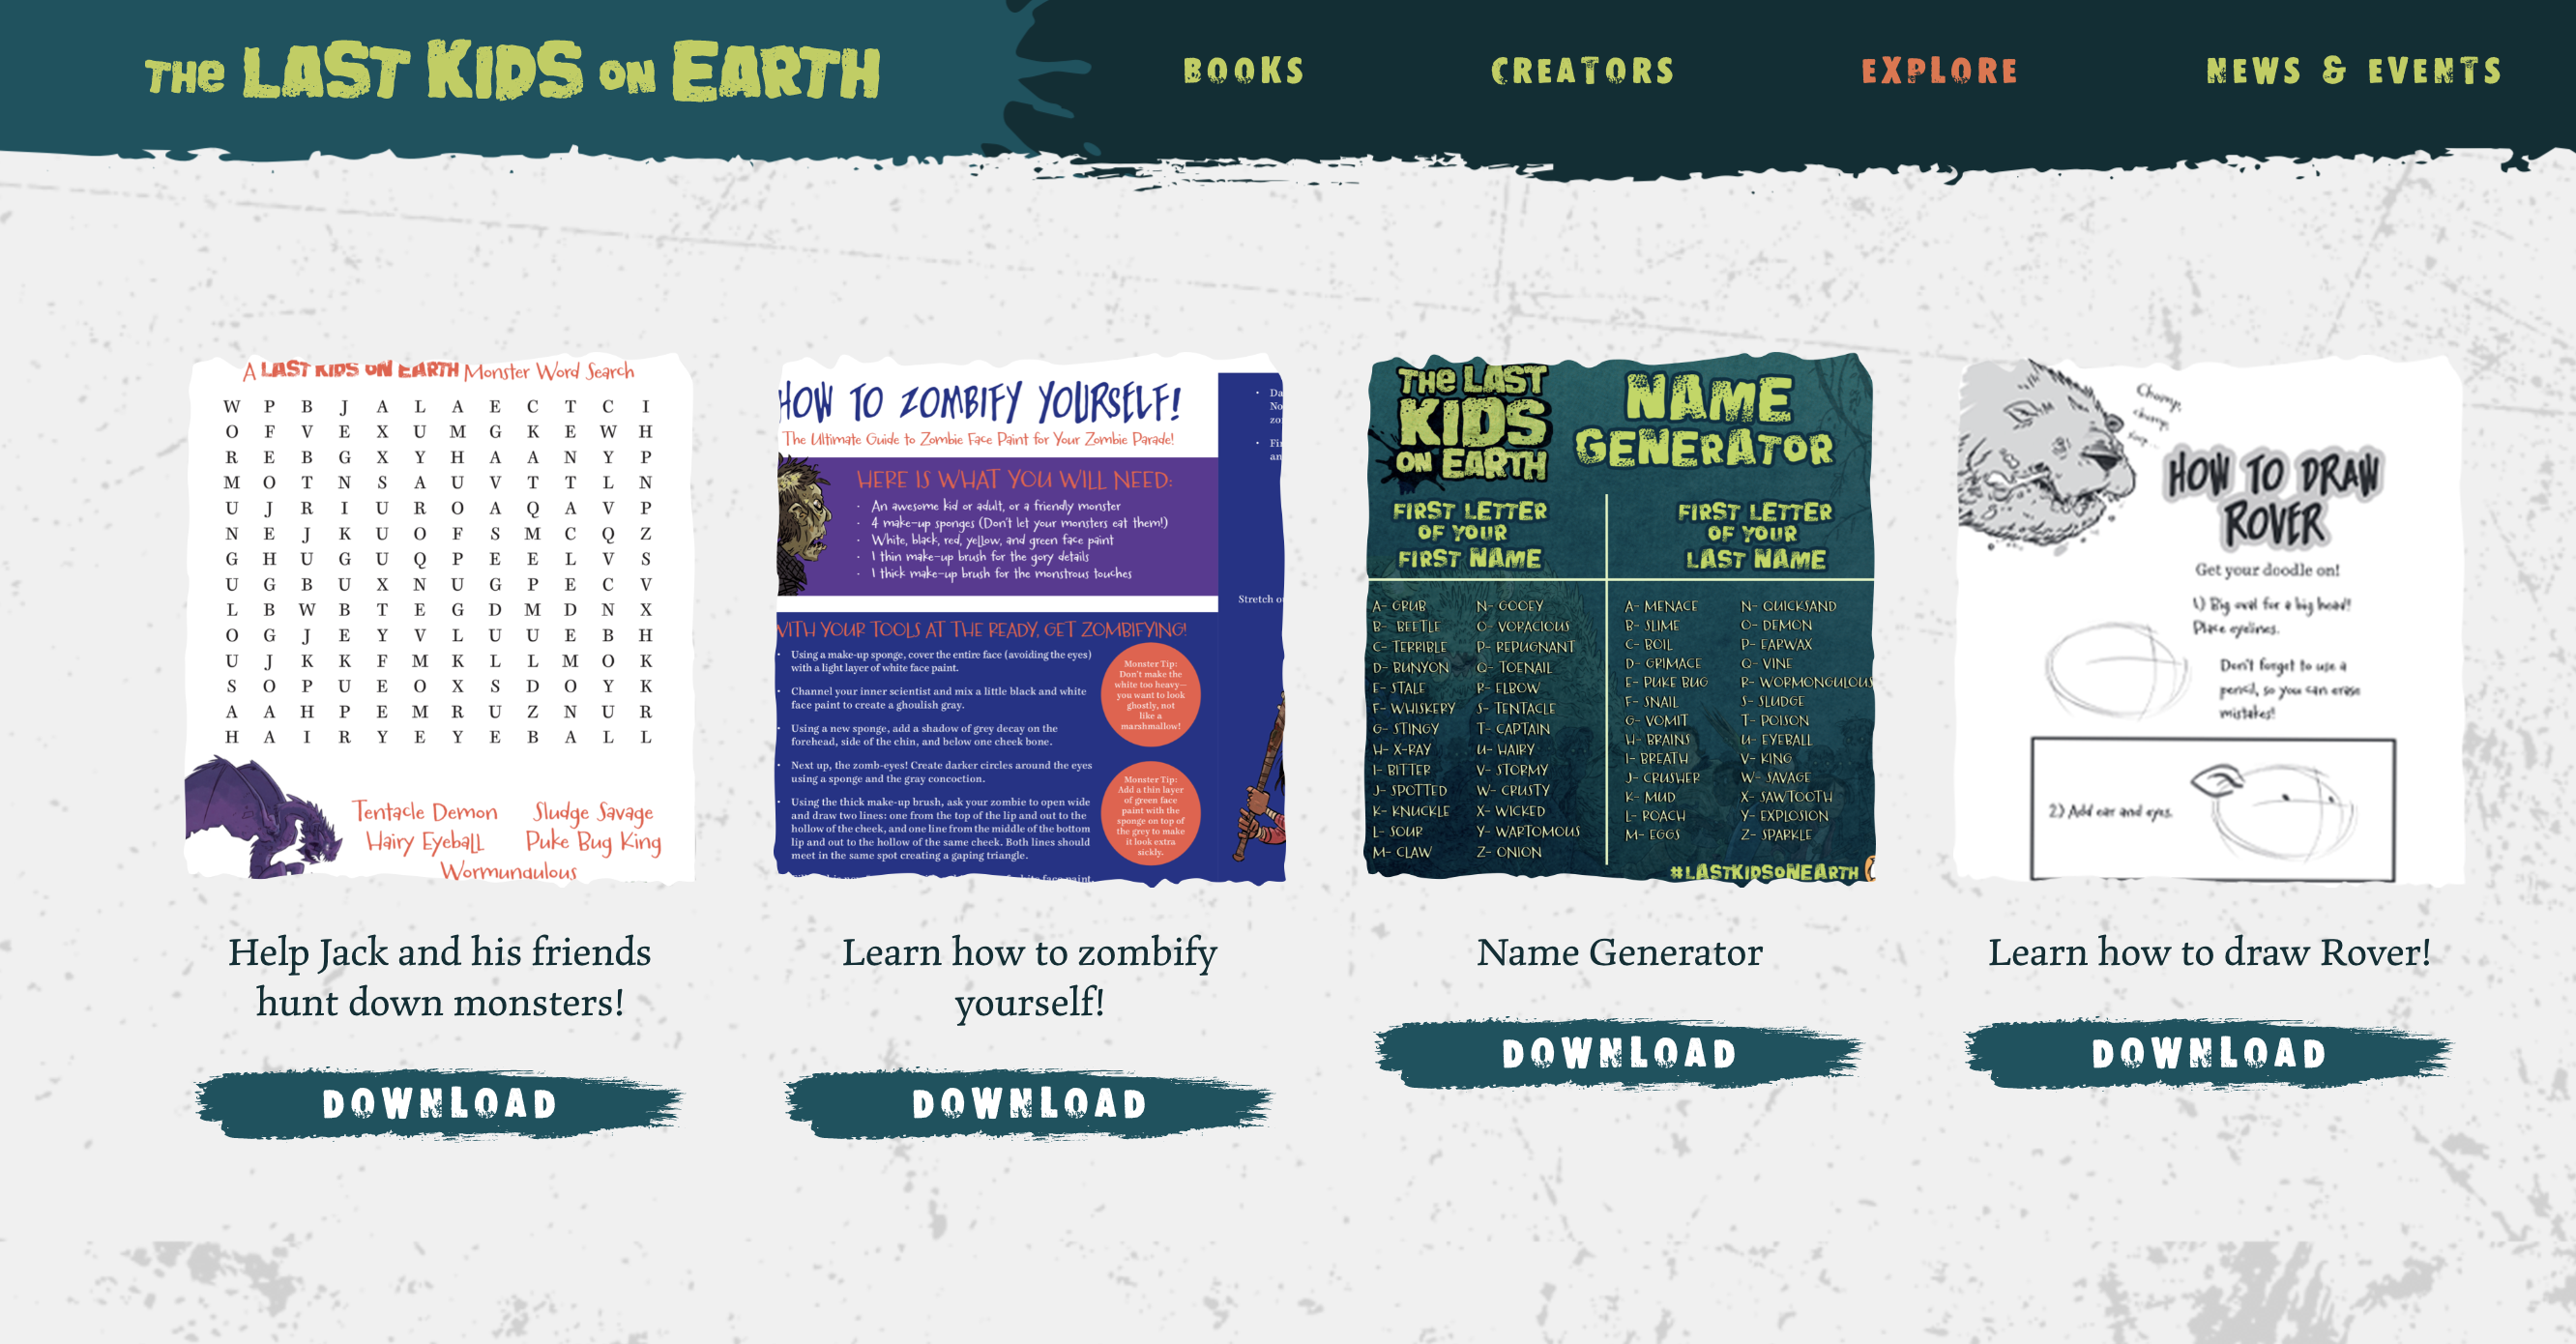 THE LAST KIDS ON EARTH
BOOKS
CREATORS
EXPLORE
NEWS & EVENTS
A LAST KIDS ON EARTH Monster Word Search
W P B J A L A E C T C I
O F V E X U M G K E W H
R E B G X Y H A A N Y P
M O T N S A U V T T L N
U J R I U R O A Q A V P
N E J K U O F S M C Q Z
G H U G U Q P E E L V S
U G B U X N U G P E C V
L B W B T E G D M D N X
O G J E Y V L U U E B H
U J K K F M K L L M O K
S O P U E O X S D O Y K
A A H P E M R U Z N U R
H A I R Y E Y E B A L L
Tentacle Demon
Sludge Savage
Hairy Eyeball
Puke Bug King
Wormungulous
Help Jack and his friends
hunt down monsters!
DOWNLOAD
HOW TO ZOMBIFY YOURSELF!
The Ultimate Guide to Zombie Face Paint for Your Zombie Parade!
HERE IS WHAT YOU WILL NEED:
· An awesome kid or adult, or a friendly monster
· 4 make-up sponges (Don't let your monsters eat them!)
· White, black, red, yellow, and green face paint
· 1 thin make-up brush for the gory details
· 1 thick make-up brush for the monstrous touches
WITH YOUR TOOLS AT THE READY, GET ZOMBIFYING!
• Using a make-up sponge, cover the entire face (avoiding the eyes)
with a light layer of white face paint.
• Channel your inner scientist and mix a little black and white
face paint to create a ghoulish gray.
• Using a new sponge, add a shadow of grey decay on the
forehead, side of the chin, and below one cheek bone.
• Next up, the zomb-eyes! Create darker circles around the eyes
using a sponge and the gray concoction.
• Using the thick make-up brush, ask your zombie to open wide
and draw two lines: one from the top of the lip and out to the
hollow of the cheek, and one line from the middle of the bottom
lip and out to the hollow of the same cheek. Both lines should
meet in the same spot creating a gaping triangle.
Monster Tip:
Don't make the
white too heavy—
you want to look
ghostly, not
like a
marshmallow!
Monster Tip:
Add a thin layer
of green face
paint with the
sponge on top of
the grey to make
it look extra
sickly.
• Da
No
zo
• Fi
an
Stretch o
Learn how to zombify
yourself!
DOWNLOAD
THE LAST
KIDS
ON EARTH
NAME
GENERATOR
FIRST LETTER
OF YOUR
FIRST NAME
A- GRUB
B- BEETLE
C- TERRIBLE
D- BUNYON
E- STALE
F- WHISKERY
G- STINGY
H- X-RAY
I- BITTER
J- SPOTTED
K- KNUCKLE
L- SOUR
M- CLAW
N- GOOEY
O- VORACIOUS
P- REPUGNANT
Q- TOENAIL
R- ELBOW
S- TENTACLE
T- CAPTAIN
U- HAIRY
V- STORMY
W- CRUSTY
X- WICKED
Y- WARTOMOUS
Z- ONION
FIRST LETTER
OF YOUR
LAST NAME
A- MENACE
B- SLIME
C- BOIL
D- GRIMACE
E- PUKE BUG
F- SNAIL
G- VOMIT
H- BRAINS
I- BREATH
J- CRUSHER
K- MUD
L- ROACH
M- EGGS
N- QUICKSAND
O- DEMON
P- EARWAX
Q- VINE
R- WORMONGULOUS
S- SLUDGE
T- POISON
U- EYEBALL
V- KING
W- SAVAGE
X- SAWTOOTH
Y- EXPLOSION
Z- SPARKLE
#LASTKIDSONEARTH
Name Generator
DOWNLOAD
Chomp,
chomp,
HOW TO DRAW
ROVER
Get your doodle on!
1) Big oval for a big head!
Place eyelines.
Don't forget to use a
pencil, so you can erase
mistakes!
2) Add ear and eyes.
Learn how to draw Rover!
DOWNLOAD